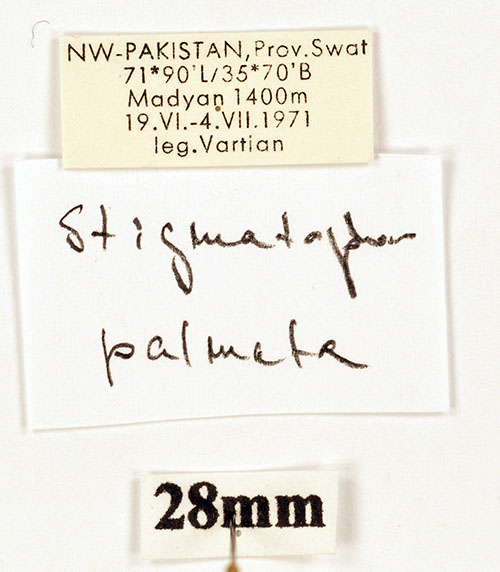 NW-PAKISTAN, Prov. Swat
71*90'L/35*70'B
Madyan 1400m
19.VI.-4.VII.1971
leg. Vartian
Stigmatophora
palmata
28mm